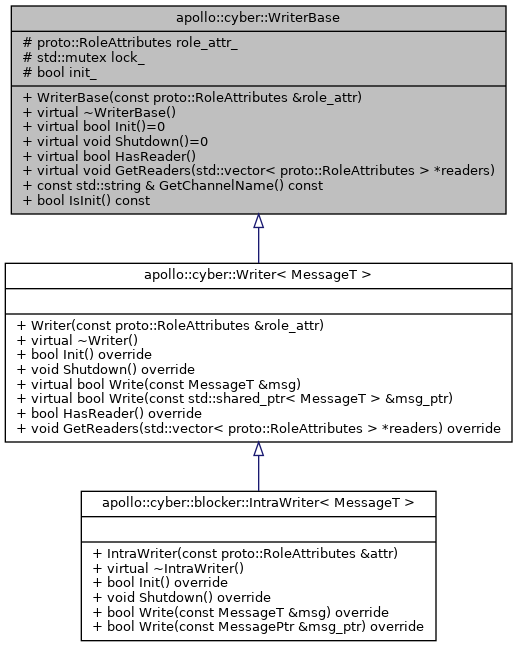 apollo::cyber::WriterBase
# proto::RoleAttributes role_attr_
# std::mutex lock_
# bool init_
+ WriterBase(const proto::RoleAttributes &role_attr)
+ virtual ~WriterBase()
+ virtual bool Init()=0
+ virtual void Shutdown()=0
+ virtual bool HasReader()
+ virtual void GetReaders(std::vector< proto::RoleAttributes > *readers)
+ const std::string & GetChannelName() const
+ bool IsInit() const
apollo::cyber::Writer< MessageT >
+ Writer(const proto::RoleAttributes &role_attr)
+ virtual ~Writer()
+ bool Init() override
+ void Shutdown() override
+ virtual bool Write(const MessageT &msg)
+ virtual bool Write(const std::shared_ptr< MessageT > &msg_ptr)
+ bool HasReader() override
+ void GetReaders(std::vector< proto::RoleAttributes > *readers) override
apollo::cyber::blocker::IntraWriter< MessageT >
+ IntraWriter(const proto::RoleAttributes &attr)
+ virtual ~IntraWriter()
+ bool Init() override
+ void Shutdown() override
+ bool Write(const MessageT &msg) override
+ bool Write(const MessagePtr &msg_ptr) override